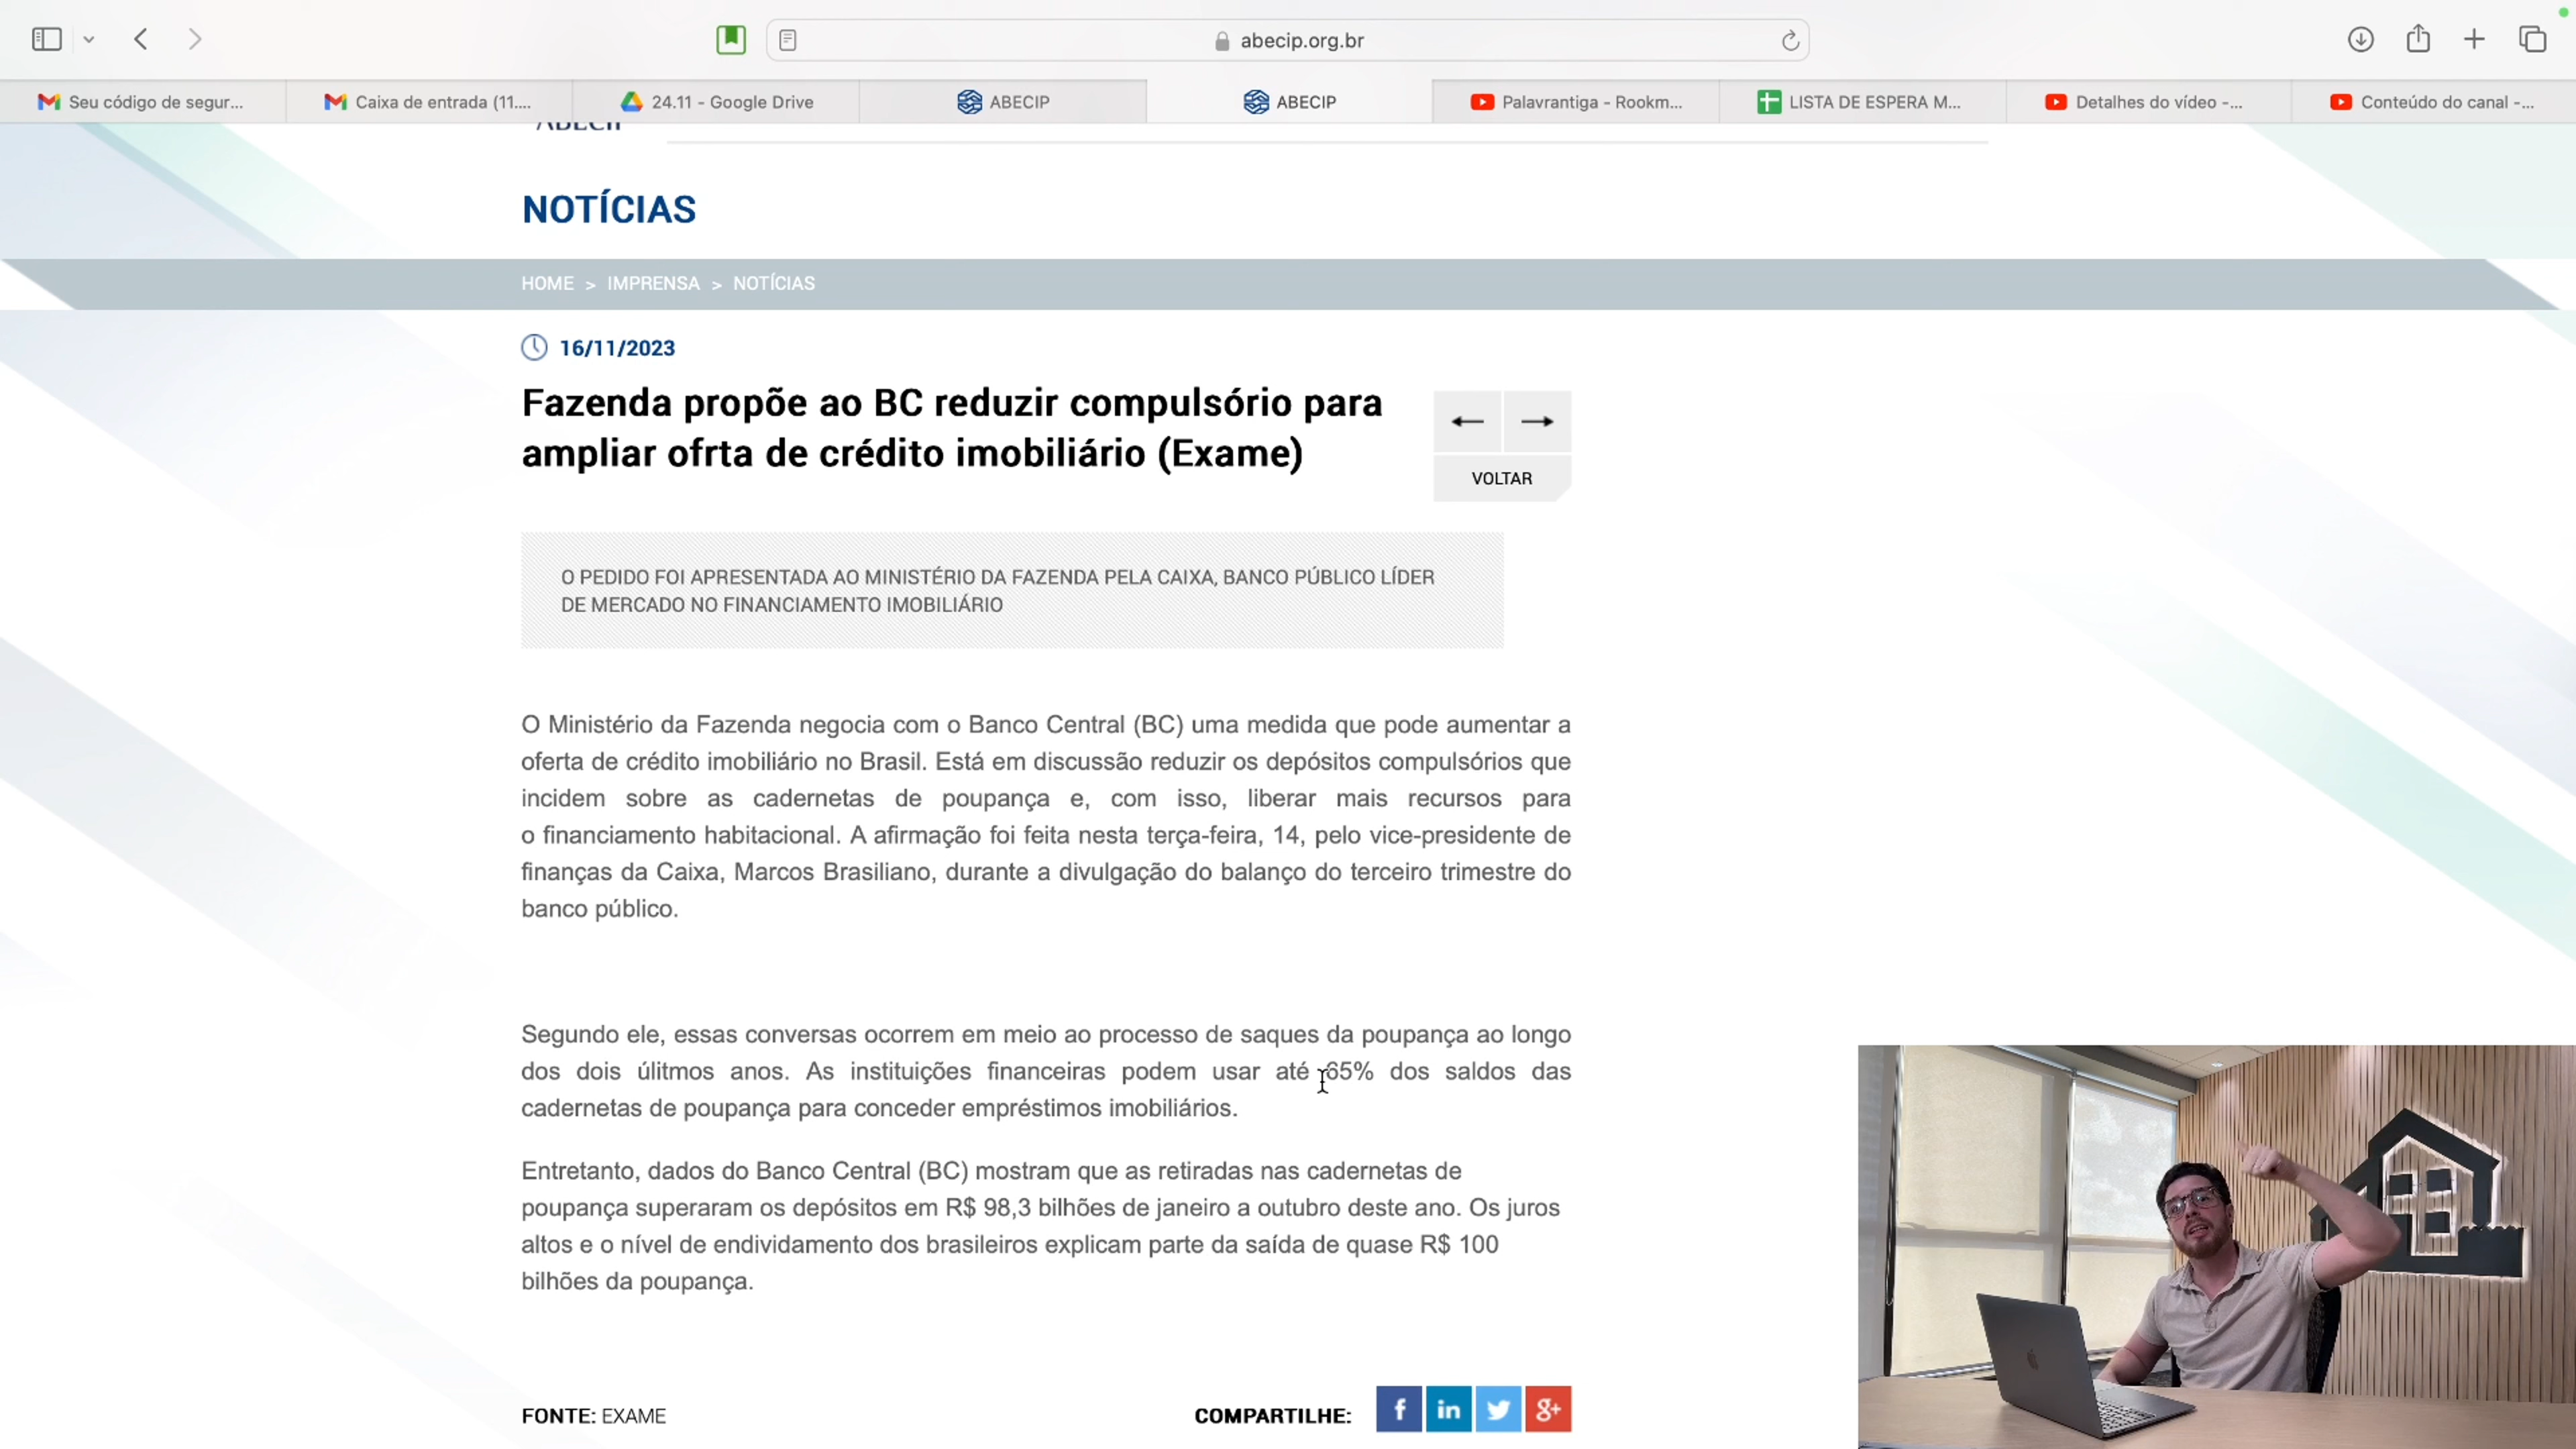 abecip.org.br
Seu código de segur...
Caixa de entrada (11....
24.11 - Google Drive
ABECIP
ABECIP
Palavrantiga - Rookm...
LISTA DE ESPERA M...
Detalhes do vídeo -...
Conteúdo do canal -...
ABECIP
NOTÍCIAS
HOME > IMPRENSA > NOTÍCIAS
16/11/2023
Fazenda propõe ao BC reduzir compulsório para
ampliar ofrta de crédito imobiliário (Exame)
VOLTAR
O PEDIDO FOI APRESENTADA AO MINISTÉRIO DA FAZENDA PELA CAIXA, BANCO PÚBLICO LÍDER
DE MERCADO NO FINANCIAMENTO IMOBILIÁRIO
O Ministério da Fazenda negocia com o Banco Central (BC) uma medida que pode aumentar a
oferta de crédito imobiliário no Brasil. Está em discussão reduzir os depósitos compulsórios que
incidem sobre as cadernetas de poupança e, com isso, liberar mais recursos para
o financiamento habitacional. A afirmação foi feita nesta terça-feira, 14, pelo vice-presidente de
finanças da Caixa, Marcos Brasiliano, durante a divulgação do balanço do terceiro trimestre do
banco público.
Segundo ele, essas conversas ocorrem em meio ao processo de saques da poupança ao longo
dos dois úlitmos anos. As instituições financeiras podem usar até 65% dos saldos das
cadernetas de poupança para conceder empréstimos imobiliários.
Entretanto, dados do Banco Central (BC) mostram que as retiradas nas cadernetas de
poupança superaram os depósitos em R$ 98,3 bilhões de janeiro a outubro deste ano. Os juros
altos e o nível de endividamento dos brasileiros explicam parte da saída de quase R$ 100
bilhões da poupança.
FONTE: EXAME
COMPARTILHE:
f
in
g+